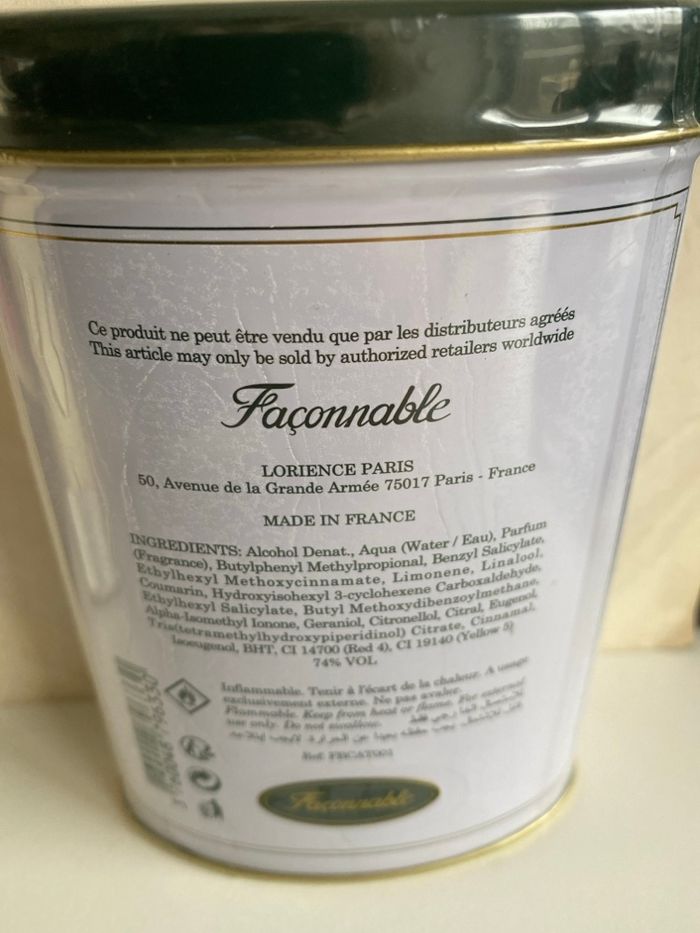 Ce produit ne peut être vendu que par les distributeurs agréés
This article may only be sold by authorized retailers worldwide
Façonnable
LORIENCE PARIS
50, Avenue de la Grande Armée 75017 Paris - France
MADE IN FRANCE
INGREDIENTS: Alcohol Denat., Aqua (Water / Eau), Parfum
(Fragrance), Butylphenyl Methylpropional, Benzyl Salicylate,
Ethylhexyl Methoxycinnamate, Limonene, Linalool,
Coumarin, Hydroxyisohexyl 3-cyclohexene Carboxaldehyde,
Ethylhexyl Salicylate, Butyl Methoxydibenzoylmethane,
Alpha-Isomethyl Ionone, Geraniol, Citronellol, Citral, Eugenol,
Tris(tetramethylhydroxypiperidinol) Citrate, Cinnamal,
Isoeugenol, BHT, CI 14700 (Red 4), CI 19140 (Yellow 5)
74% VOL
Inflammable. Tenir à l'écart de la chaleur. A usage
exclusivement externe. Ne pas avaler.
Flammable. Keep from heat or flame. For external
use only. Do not swallow.
Façonnable